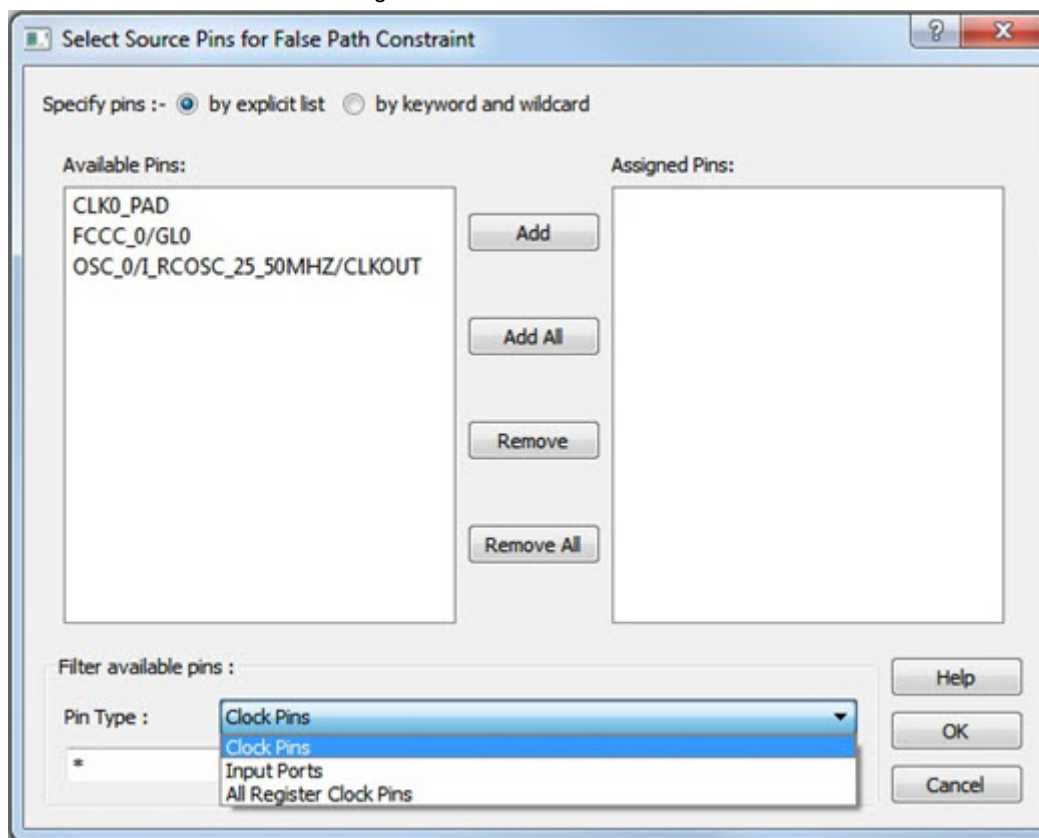 Select Source Pins for False Path Constraint
Specify pins :- by explicit list by keyword and wildcard
Available Pins: Assigned Pins:
CLK0_PAD
FCCC_0/GL0
OSC_0/I_RCOSC_25_50MHZ/CLKOUT
Add
Add All
Remove
Remove All
Filter available pins :
Pin Type : Clock Pins
Clock Pins
*
Input Ports
All Register Clock Pins
Help
OK
Cancel